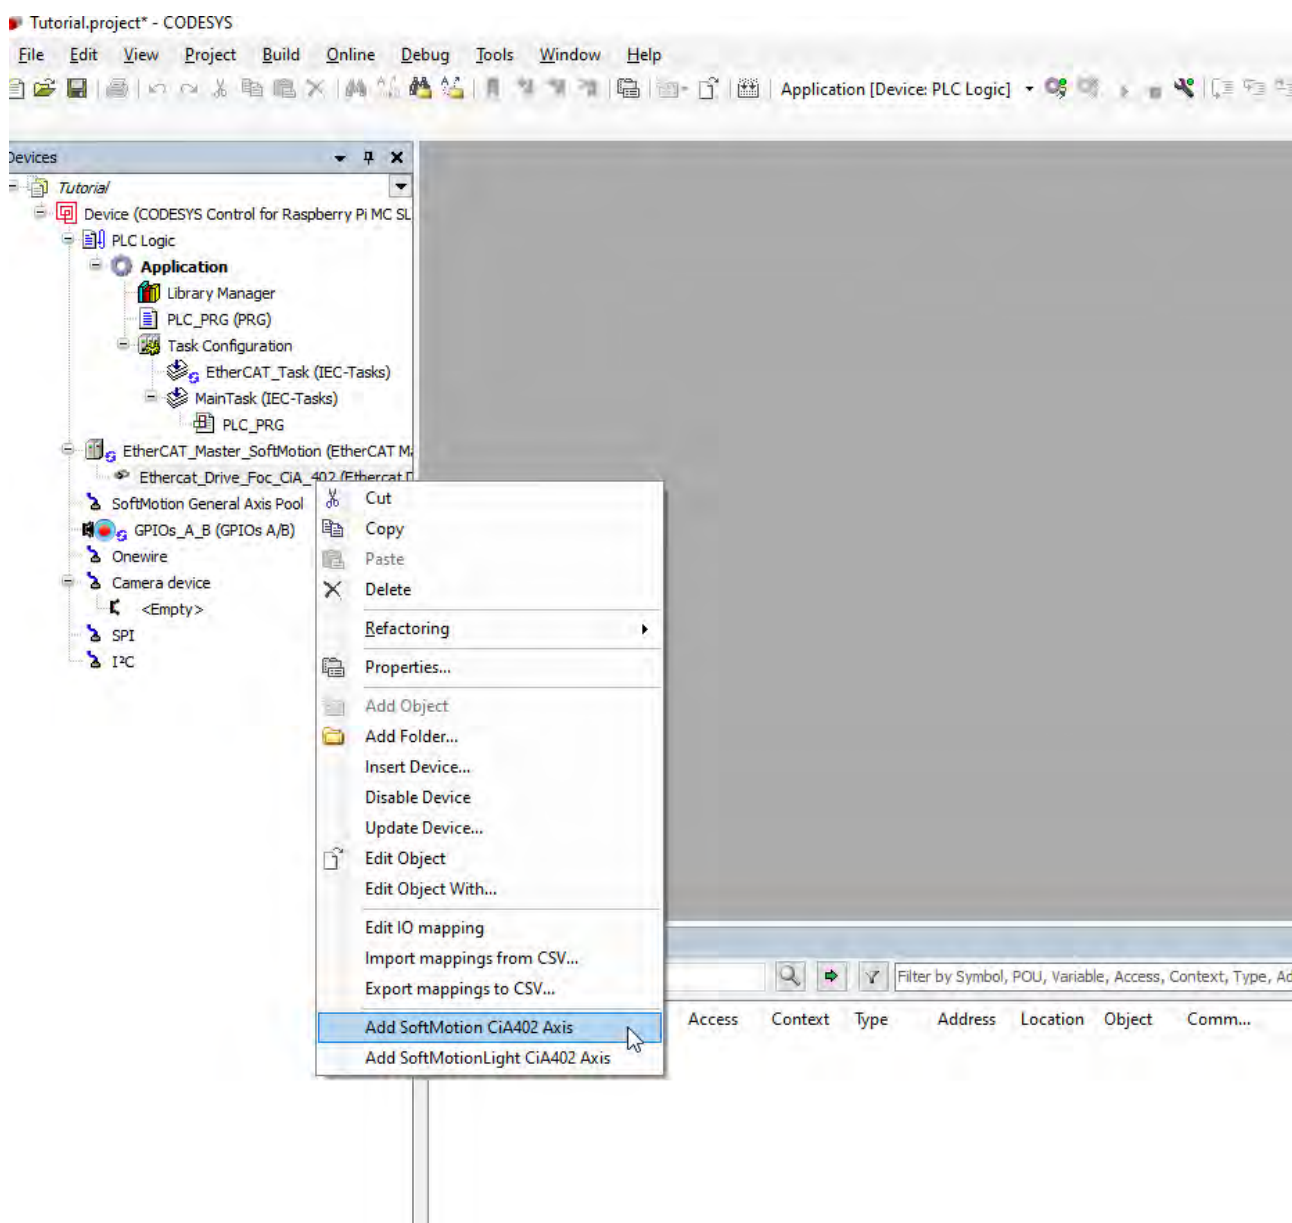 Tutorial.project* - CODESYS
File Edit View Project Build Online Debug Tools Window Help
Application [Device: PLC Logic]
Devices
Tutorial
Device (CODESYS Control for Raspberry Pi MC SL
PLC Logic
Application
Library Manager
PLC_PRG (PRG)
Task Configuration
EtherCAT_Task (IEC-Tasks)
MainTask (IEC-Tasks)
PLC_PRG
EtherCAT_Master_SoftMotion (EtherCAT M
Ethercat_Drive_Foc_CiA_402 (Ethercat D
SoftMotion General Axis Pool
GPIOs_A_B (GPIOs A/B)
Onewire
Camera device
<Empty>
SPI
I²C
Cut
Copy
Paste
Delete
Refactoring
Properties...
Add Object
Add Folder...
Insert Device...
Disable Device
Update Device...
Edit Object
Edit Object With...
Edit IO mapping
Import mappings from CSV...
Export mappings to CSV...
Add SoftMotion CiA402 Axis
Add SoftMotionLight CiA402 Axis
Filter by Symbol, POU, Variable, Access, Context, Type, Ad
Access Context Type Address Location Object Comm...